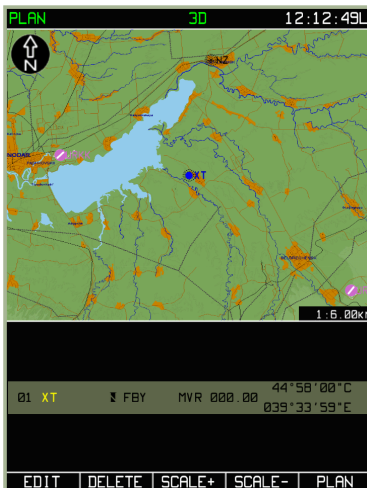 PLAN 3D 12:12:49L
N
NZ
NODAR
XT
1:6.00km
44°58'00"C
01 XT FBY MVR 000.00
039°33'59"E
EDIT DELETE SCALE+ SCALE- PLAN